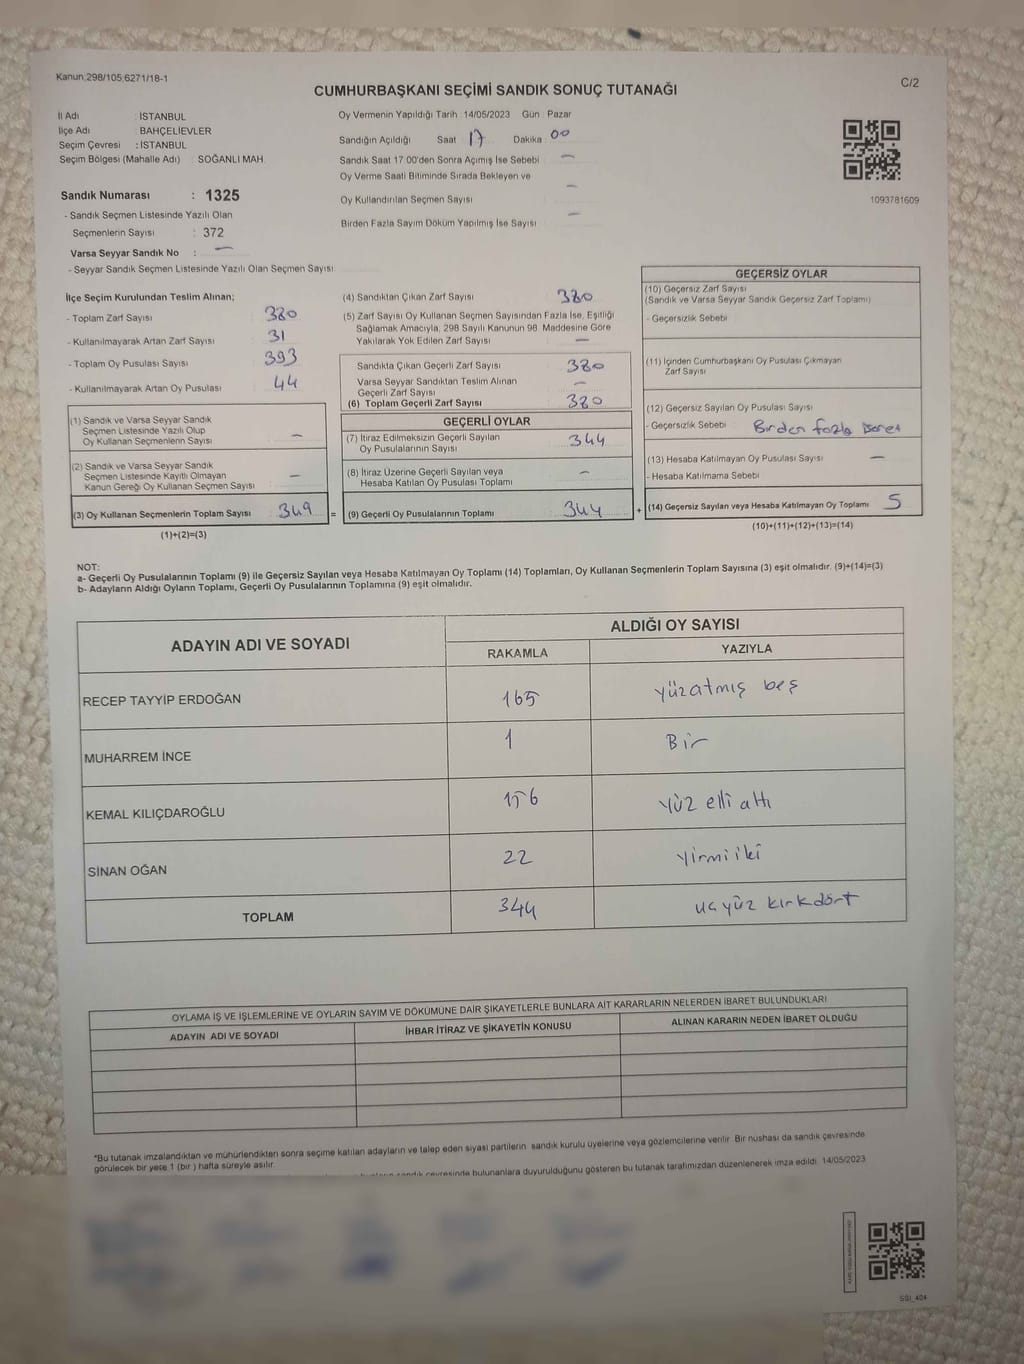 Kanun:298/105:6271/18-1
C/2
CUMHURBAŞKANI SEÇİMİ SANDIK SONUÇ TUTANAĞI
İl Adı : İSTANBUL
İlçe Adı : BAHÇELİEVLER
Seçim Çevresi : İSTANBUL
Seçim Bölgesi (Mahalle Adı) : SOĞANLI MAH.
Oy Vermenin Yapıldığı Tarih : 14/05/2023 Gün : Pazar
Sandığın Açıldığı Saat 17 Dakika 00
Sandık Saat 17:00'den Sonra Açımış İse Sebebi —
Oy Verme Saati Bitiminde Sırada Bekleyen ve
Oy Kullandırılan Seçmen Sayısı —
Birden Fazla Sayım Döküm Yapılmış İse Sayısı —
1093781609
Sandık Numarası : 1325
- Sandık Seçmen Listesinde Yazılı Olan
Seçmenlerin Sayısı : 372
Varsa Seyyar Sandık No : —
- Seyyar Sandık Seçmen Listesinde Yazılı Olan Seçmen Sayısı
İlçe Seçim Kurulundan Teslim Alınan;
- Toplam Zarf Sayısı 380
- Kullanılmayarak Artan Zarf Sayısı 31
- Toplam Oy Pusulası Sayısı 393
- Kullanılmayarak Artan Oy Pusulası 44
(1) Sandık ve Varsa Seyyar Sandık
Seçmen Listesinde Yazılı Olup
Oy Kullanan Seçmenlerin Sayısı —
(2) Sandık ve Varsa Seyyar Sandık
Seçmen Listesinde Kayıtlı Olmayan
Kanun Gereği Oy Kullanan Seçmen Sayısı —
(3) Oy Kullanan Seçmenlerin Toplam Sayısı 349 =
(1)+(2)=(3)
(4) Sandıktan Çıkan Zarf Sayısı 380
(5) Zarf Sayısı Oy Kullanan Seçmen Sayısından Fazla İse, Eşitliği
Sağlamak Amacıyla; 298 Sayılı Kanunun 98. Maddesine Göre
Yakılarak Yok Edilen Zarf Sayısı —
Sandıkta Çıkan Geçerli Zarf Sayısı 380
Varsa Seyyar Sandıktan Teslim Alınan
Geçerli Zarf Sayısı —
(6) Toplam Geçerli Zarf Sayısı 380
GEÇERLİ OYLAR
(7) İtiraz Edilmeksizin Geçerli Sayılan
Oy Pusulalarının Sayısı 344
(8) İtiraz Üzerine Geçerli Sayılan veya
Hesaba Katılan Oy Pusulası Toplamı —
(9) Geçerli Oy Pusulalarının Toplamı 344 +
GEÇERSİZ OYLAR
(10) Geçersiz Zarf Sayısı
(Sandık ve Varsa Seyyar Sandık Geçersiz Zarf Toplamı)
- Geçersizlik Sebebi
(11) İçinden Cumhurbaşkanı Oy Pusulası Çıkmayan
Zarf Sayısı
(12) Geçersiz Sayılan Oy Pusulası Sayısı
- Geçersizlik Sebebi Birden fazla işaret
(13) Hesaba Katılmayan Oy Pusulası Sayısı —
- Hesaba Katılmama Sebebi
(14) Geçersiz Sayılan veya Hesaba Katılmayan Oy Toplamı 5
(10)+(11)+(12)+(13)=(14)
NOT:
a- Geçerli Oy Pusulalarının Toplamı (9) ile Geçersiz Sayılan veya Hesaba Katılmayan Oy Toplamı (14) Toplamları, Oy Kullanan Seçmenlerin Toplam Sayısına (3) eşit olmalıdır. (9)+(14)=(3)
b- Adayların Aldığı Oyların Toplamı, Geçerli Oy Pusulalarının Toplamına (9) eşit olmalıdır.
ADAYIN ADI VE SOYADI
ALDIĞI OY SAYISI
RAKAMLA YAZIYLA
RECEP TAYYİP ERDOĞAN 165 yüzatmış beş
MUHARREM İNCE 1 Bir
KEMAL KILIÇDAROĞLU 156 yüz elli altı
SİNAN OĞAN 22 yirmi iki
TOPLAM 344 üçyüz kırkdört
OYLAMA İŞ VE İŞLEMLERİNE VE OYLARIN SAYIM VE DÖKÜMÜNE DAİR ŞİKAYETLERLE BUNLARA AİT KARARLARIN NELERDEN İBARET BULUNDUKLARI
ADAYIN ADI VE SOYADI İHBAR İTİRAZ VE ŞİKAYETİN KONUSU ALINAN KARARIN NEDEN İBARET OLDUĞU
*Bu tutanak imzalandıktan ve mühürlendikten sonra seçime katılan adayların ve talep eden siyasi partilerin sandık kurulu üyelerine veya gözlemcilerine verilir. Bir nüshası da sandık çevresinde
görülecek bir yere 1 (bir ) hafta süreyle asılır.
sandık çevresinde bulunanlara duyurulduğunu gösteren bu tutanak tarafımızdan düzenlenerek imza edildi. 14/05/2023
SBI_404